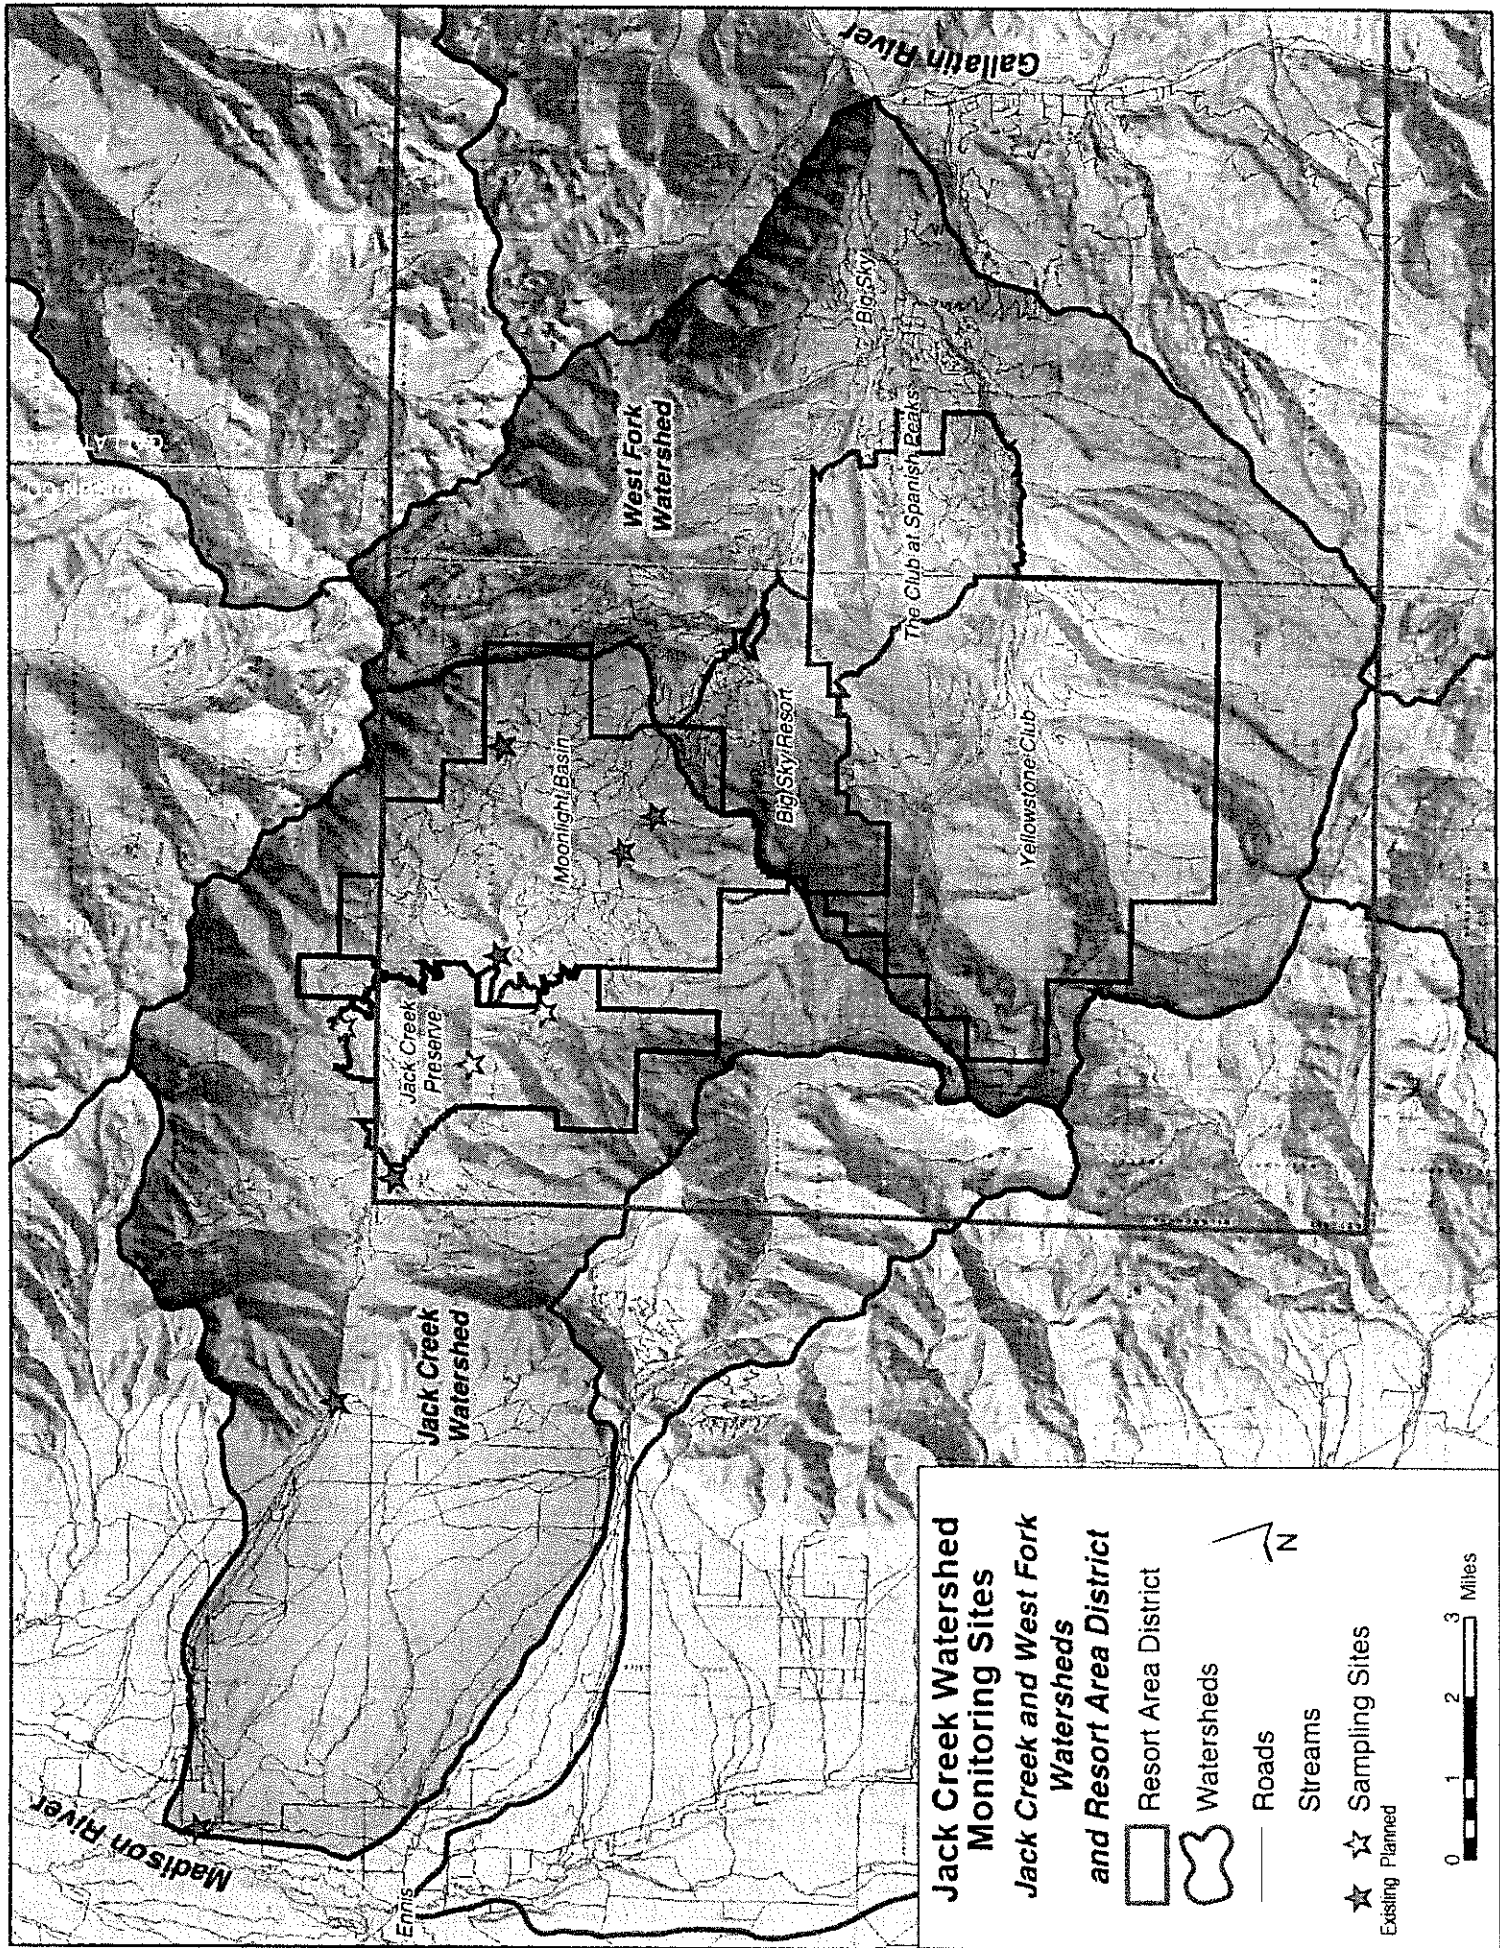 Gallatin River
Madison River
Ennis
Jack Creek
Watershed
West Fork
Watershed
Jack Creek
Preserve
Moonlight Basin
Big Sky Resort
Big Sky
The Club at Spanish Peaks
Yellowstone Club
Jack Creek Watershed
Monitoring Sites
Jack Creek and West Fork
Watersheds
and Resort Area District
Resort Area District
Watersheds
Roads
Streams
Sampling Sites
Existing Planned
N
0 1 2 3 Miles